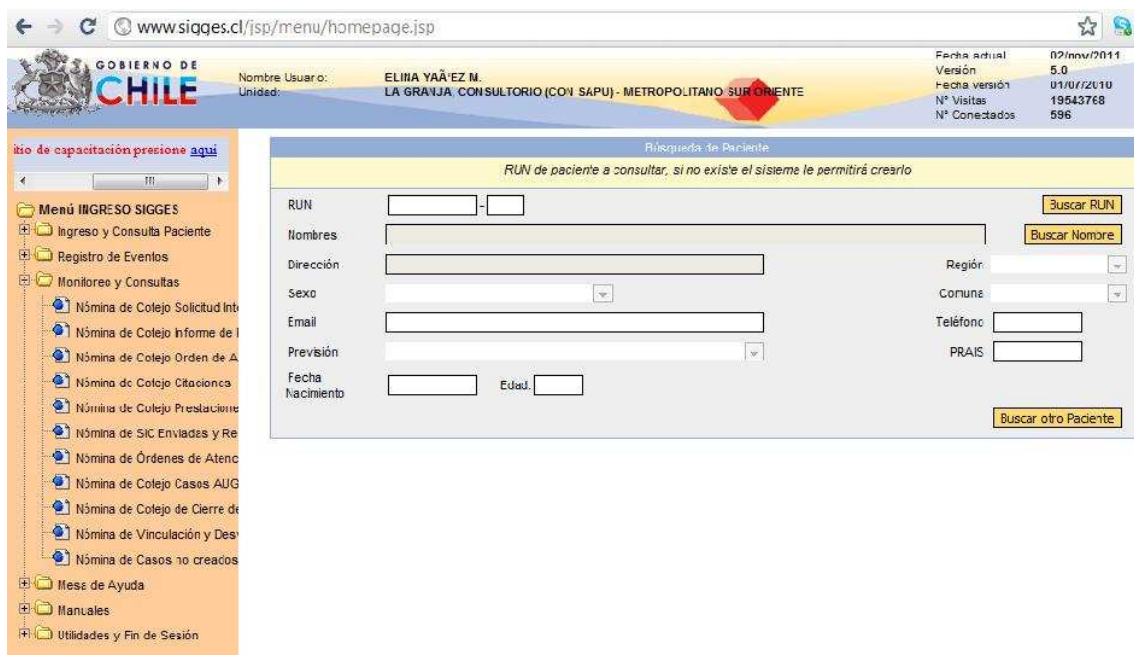 www.sigges.cl/jsp/menu/homepage.jsp
GOBIERNO DE
CHILE
Nombre Usuario: ELINA YAÃ'EZ M.
Unidad: LA GRANJA, CONSULTORIO (CON SAPU) - METROPOLITANO SUR ORIENTE
Fecha actual 02/nov/2011
Versión 5.0
Fecha versión 01/07/2010
N° Visitas 19543768
N° Conectados 596
itio de capacitación presione aquí
Menú INGRESO SIGGES
Ingreso y Consulta Paciente
Registro de Eventos
Monitoreo y Consultas
Nómina de Cotejo Solicitud Int
Nómina de Cotejo Informe de
Nómina de Cotejo Orden de A
Nómina de Cotejo Citaciones
Nómina de Cotejo Prestacione
Nómina de SIC Enviadas y Re
Nómina de Órdenes de Atenc
Nómina de Cotejo Casos AUG
Nómina de Cotejo de Cierre de
Nómina de Vinculación y Des
Nómina de Casos no creados
Mesa de Ayuda
Manuales
Utilidades y Fin de Sesión
Búsqueda de Paciente
RUN de paciente a consultar, si no existe el sisteme le permitirá crearlo
RUN - Buscar RUN
Nombres Buscar Nombre
Dirección Región
Sexo Comuna
Email Teléfono
Previsión PRAIS
Fecha Nacimiento Edad.
Buscar otro Paciente